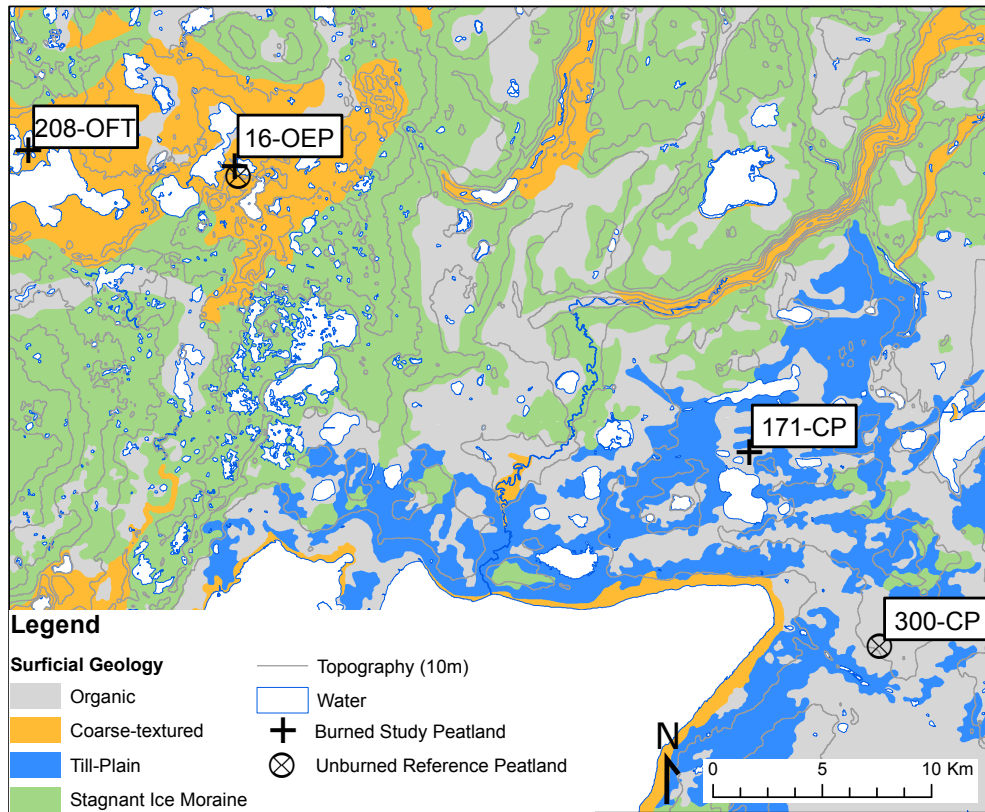 208-OFT
16-OEP
171-CP
300-CP
Legend
Surficial Geology
Organic
Coarse-textured
Till-Plain
Stagnant Ice Moraine
Topography (10m)
Water
Burned Study Peatland
Unburned Reference Peatland
N
0 5 10 Km